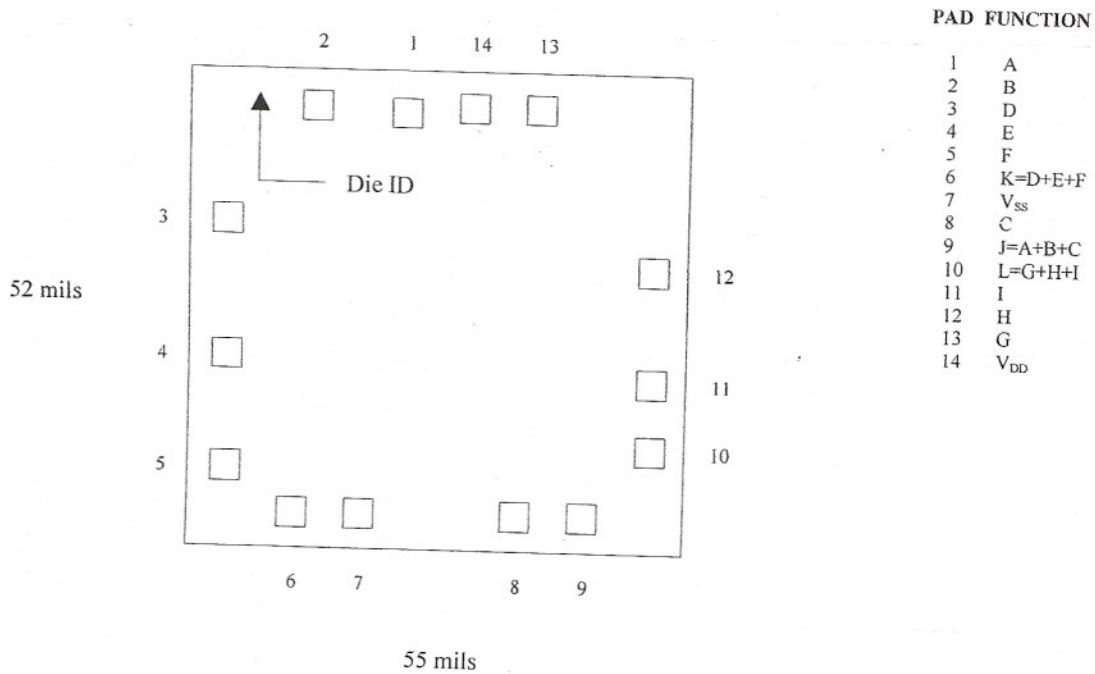 PAD FUNCTION
2 1 14 13
1 A
2 B
3 D
4 E
5 F
6 K=D+E+F
7 VSS
8 C
9 J=A+B+C
10 L=G+H+I
11 I
12 H
13 G
14 VDD
Die ID
3
12
52 mils
4
11
5
10
6 7 8 9
55 mils